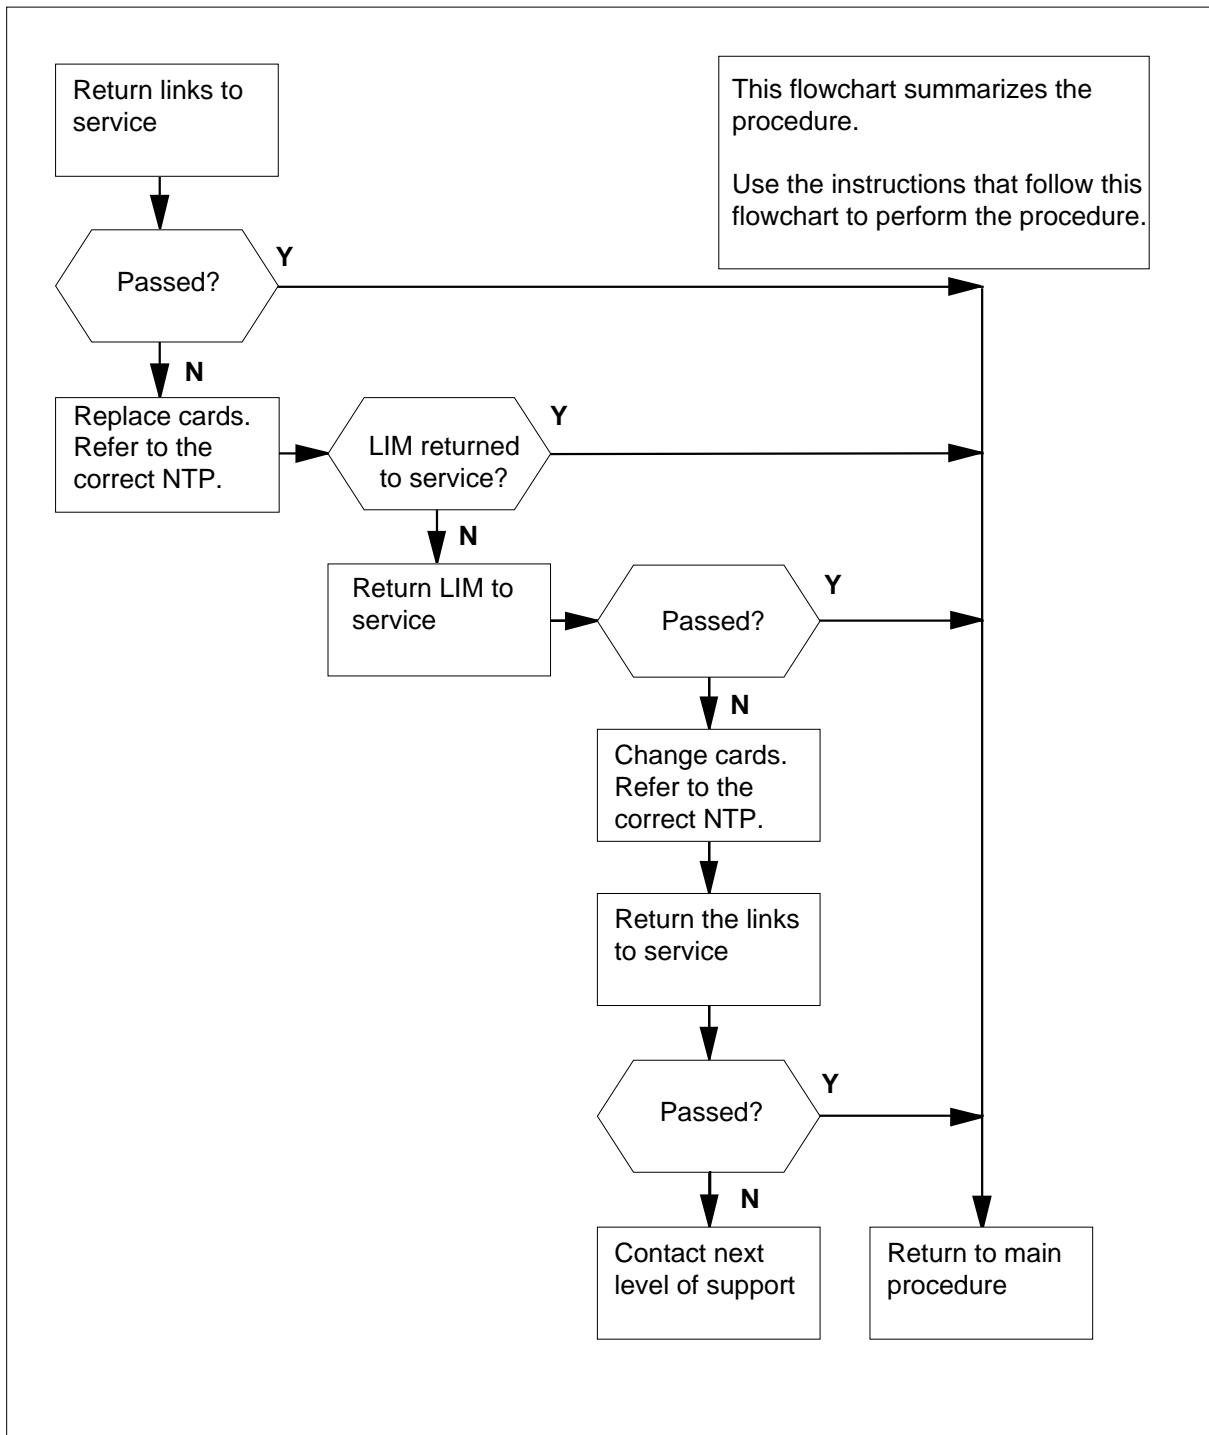 Return links to
service
This flowchart summarizes the
procedure.
Use the instructions that follow this
flowchart to perform the procedure.
Passed?
Y
N
Replace cards.
Refer to the
correct NTP.
LIM returned
to service?
Y
N
Return LIM to
service
Passed?
Y
N
Change cards.
Refer to the
correct NTP.
Return the links
to service
Passed?
Y
N
Contact next
level of support
Return to main
procedure